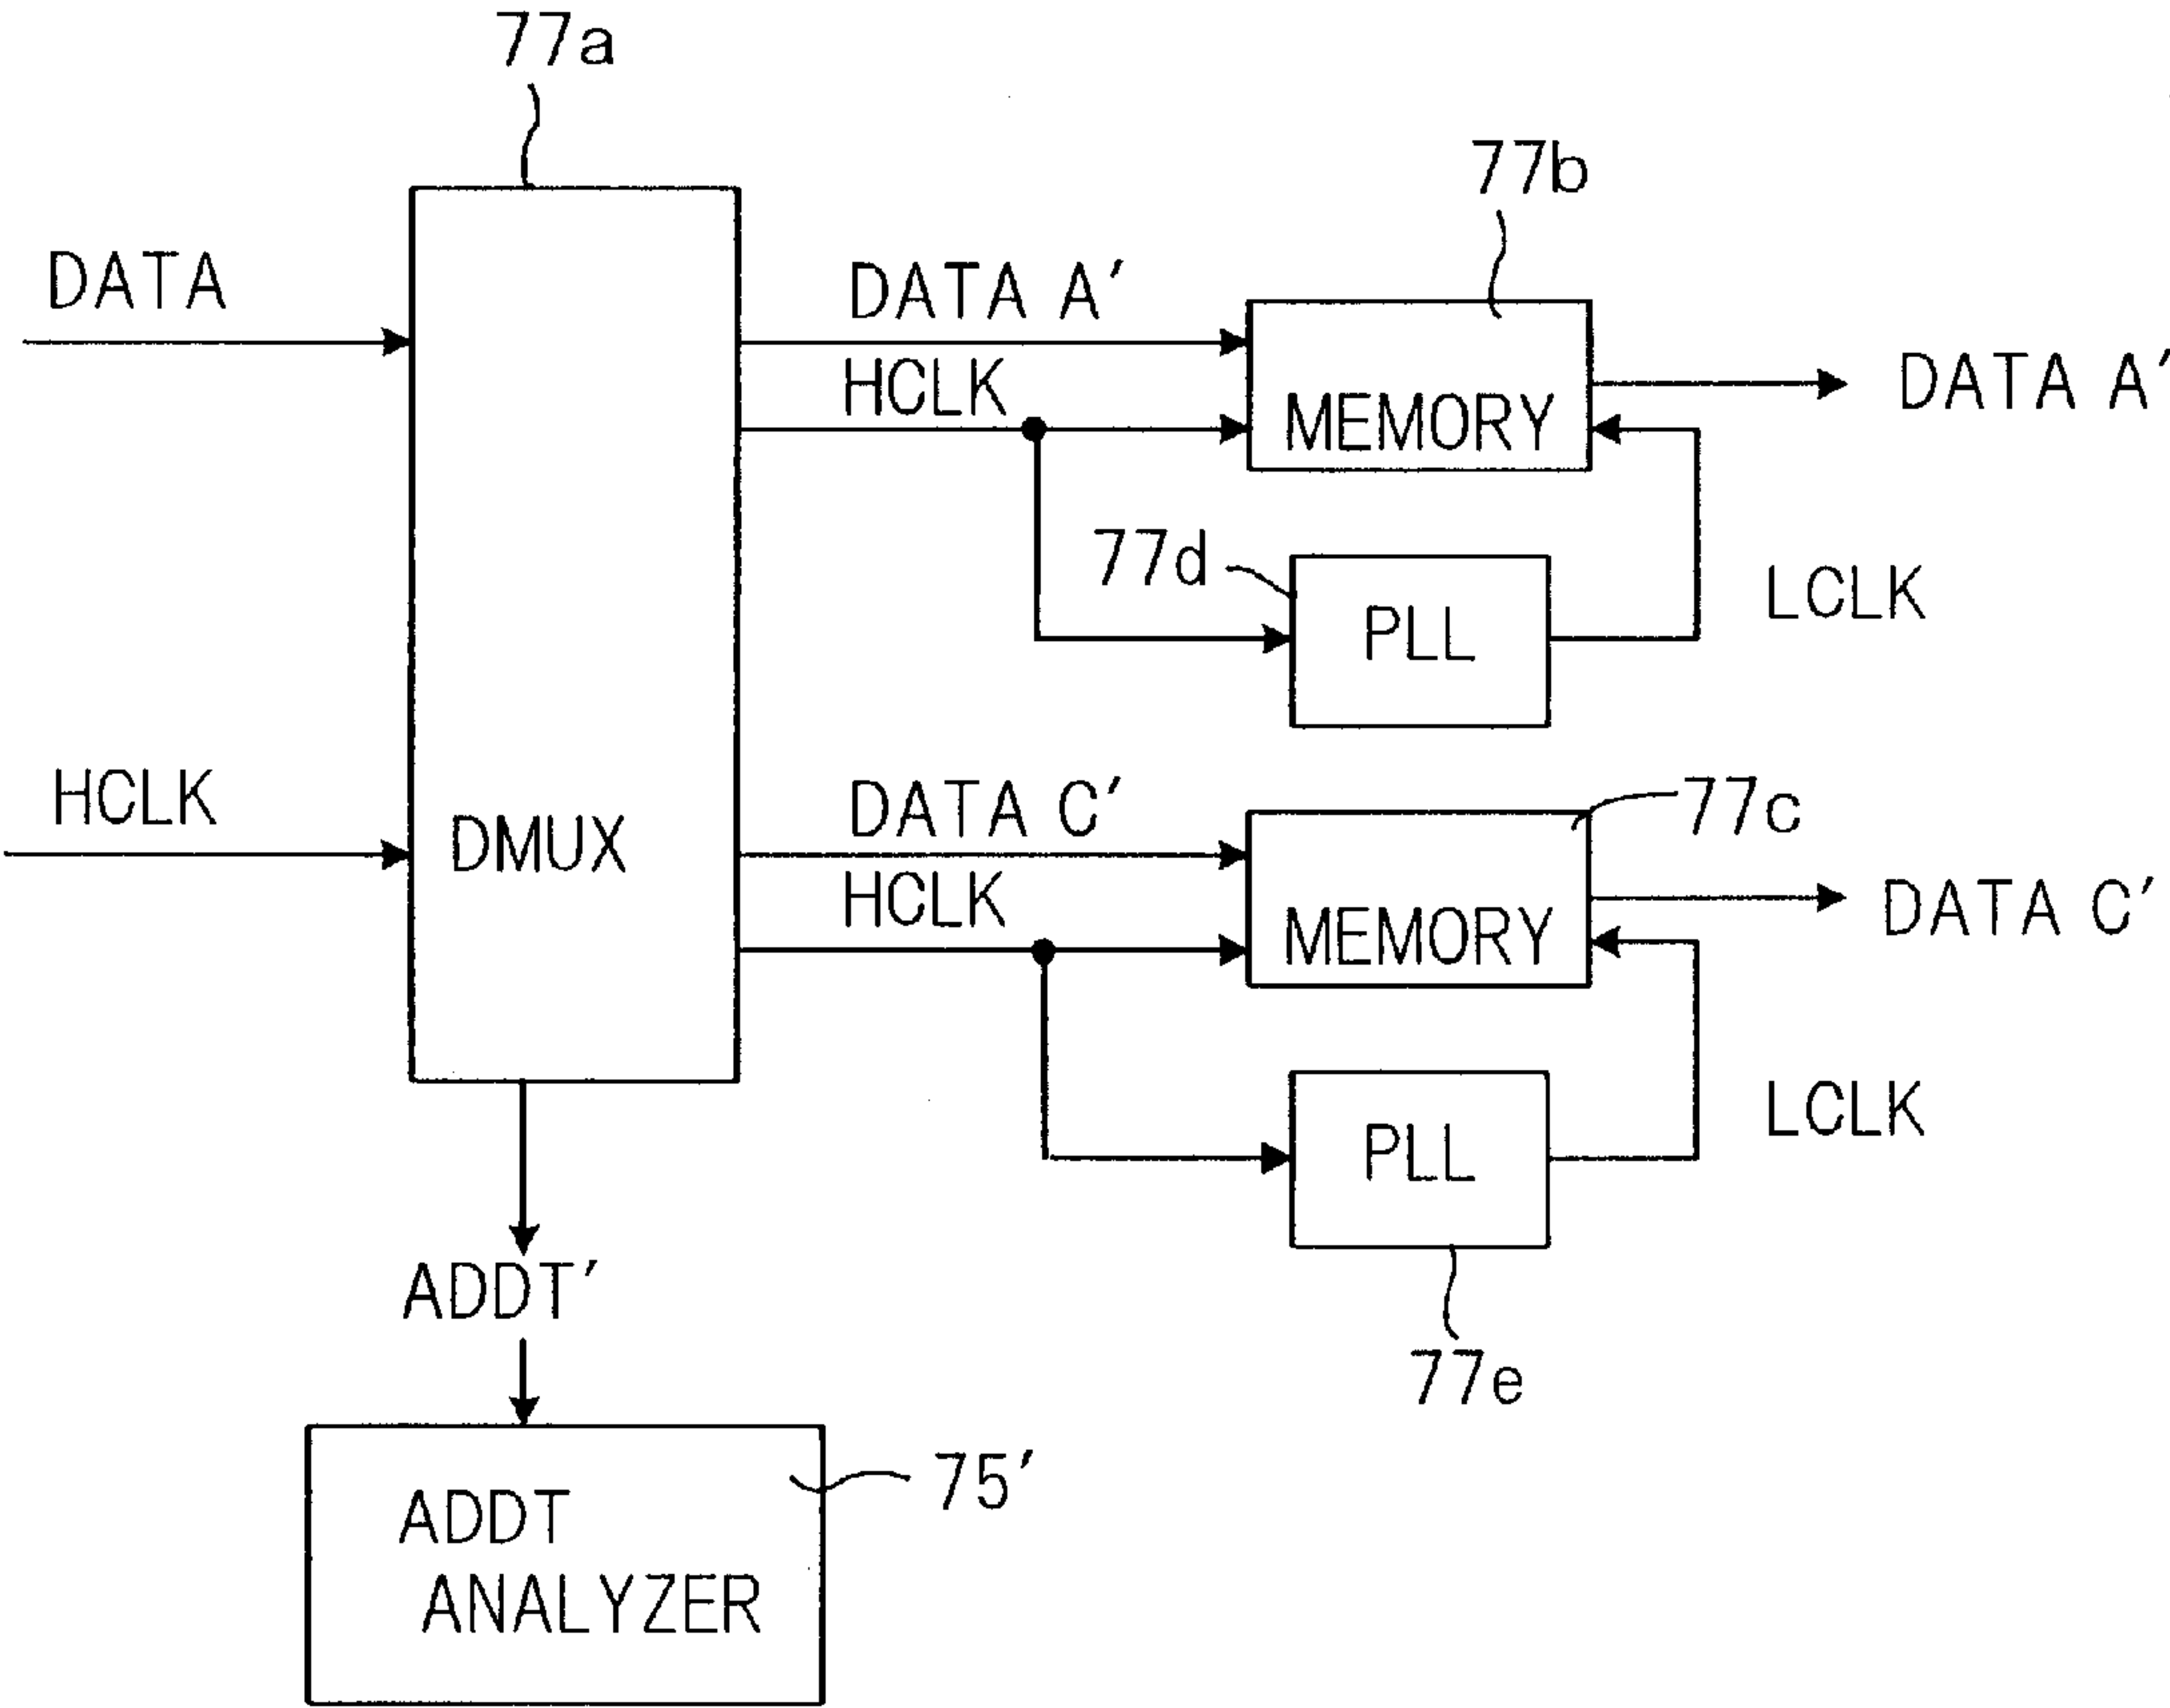 77a
77b
DATA
DATA A'
HCLK
MEMORY
DATA A'
77d
PLL
LCLK
HCLK
DMUX
DATA C'
HCLK
77c
MEMORY
DATA C'
PLL
LCLK
77e
ADDT'
75'
ADDT
ANALYZER